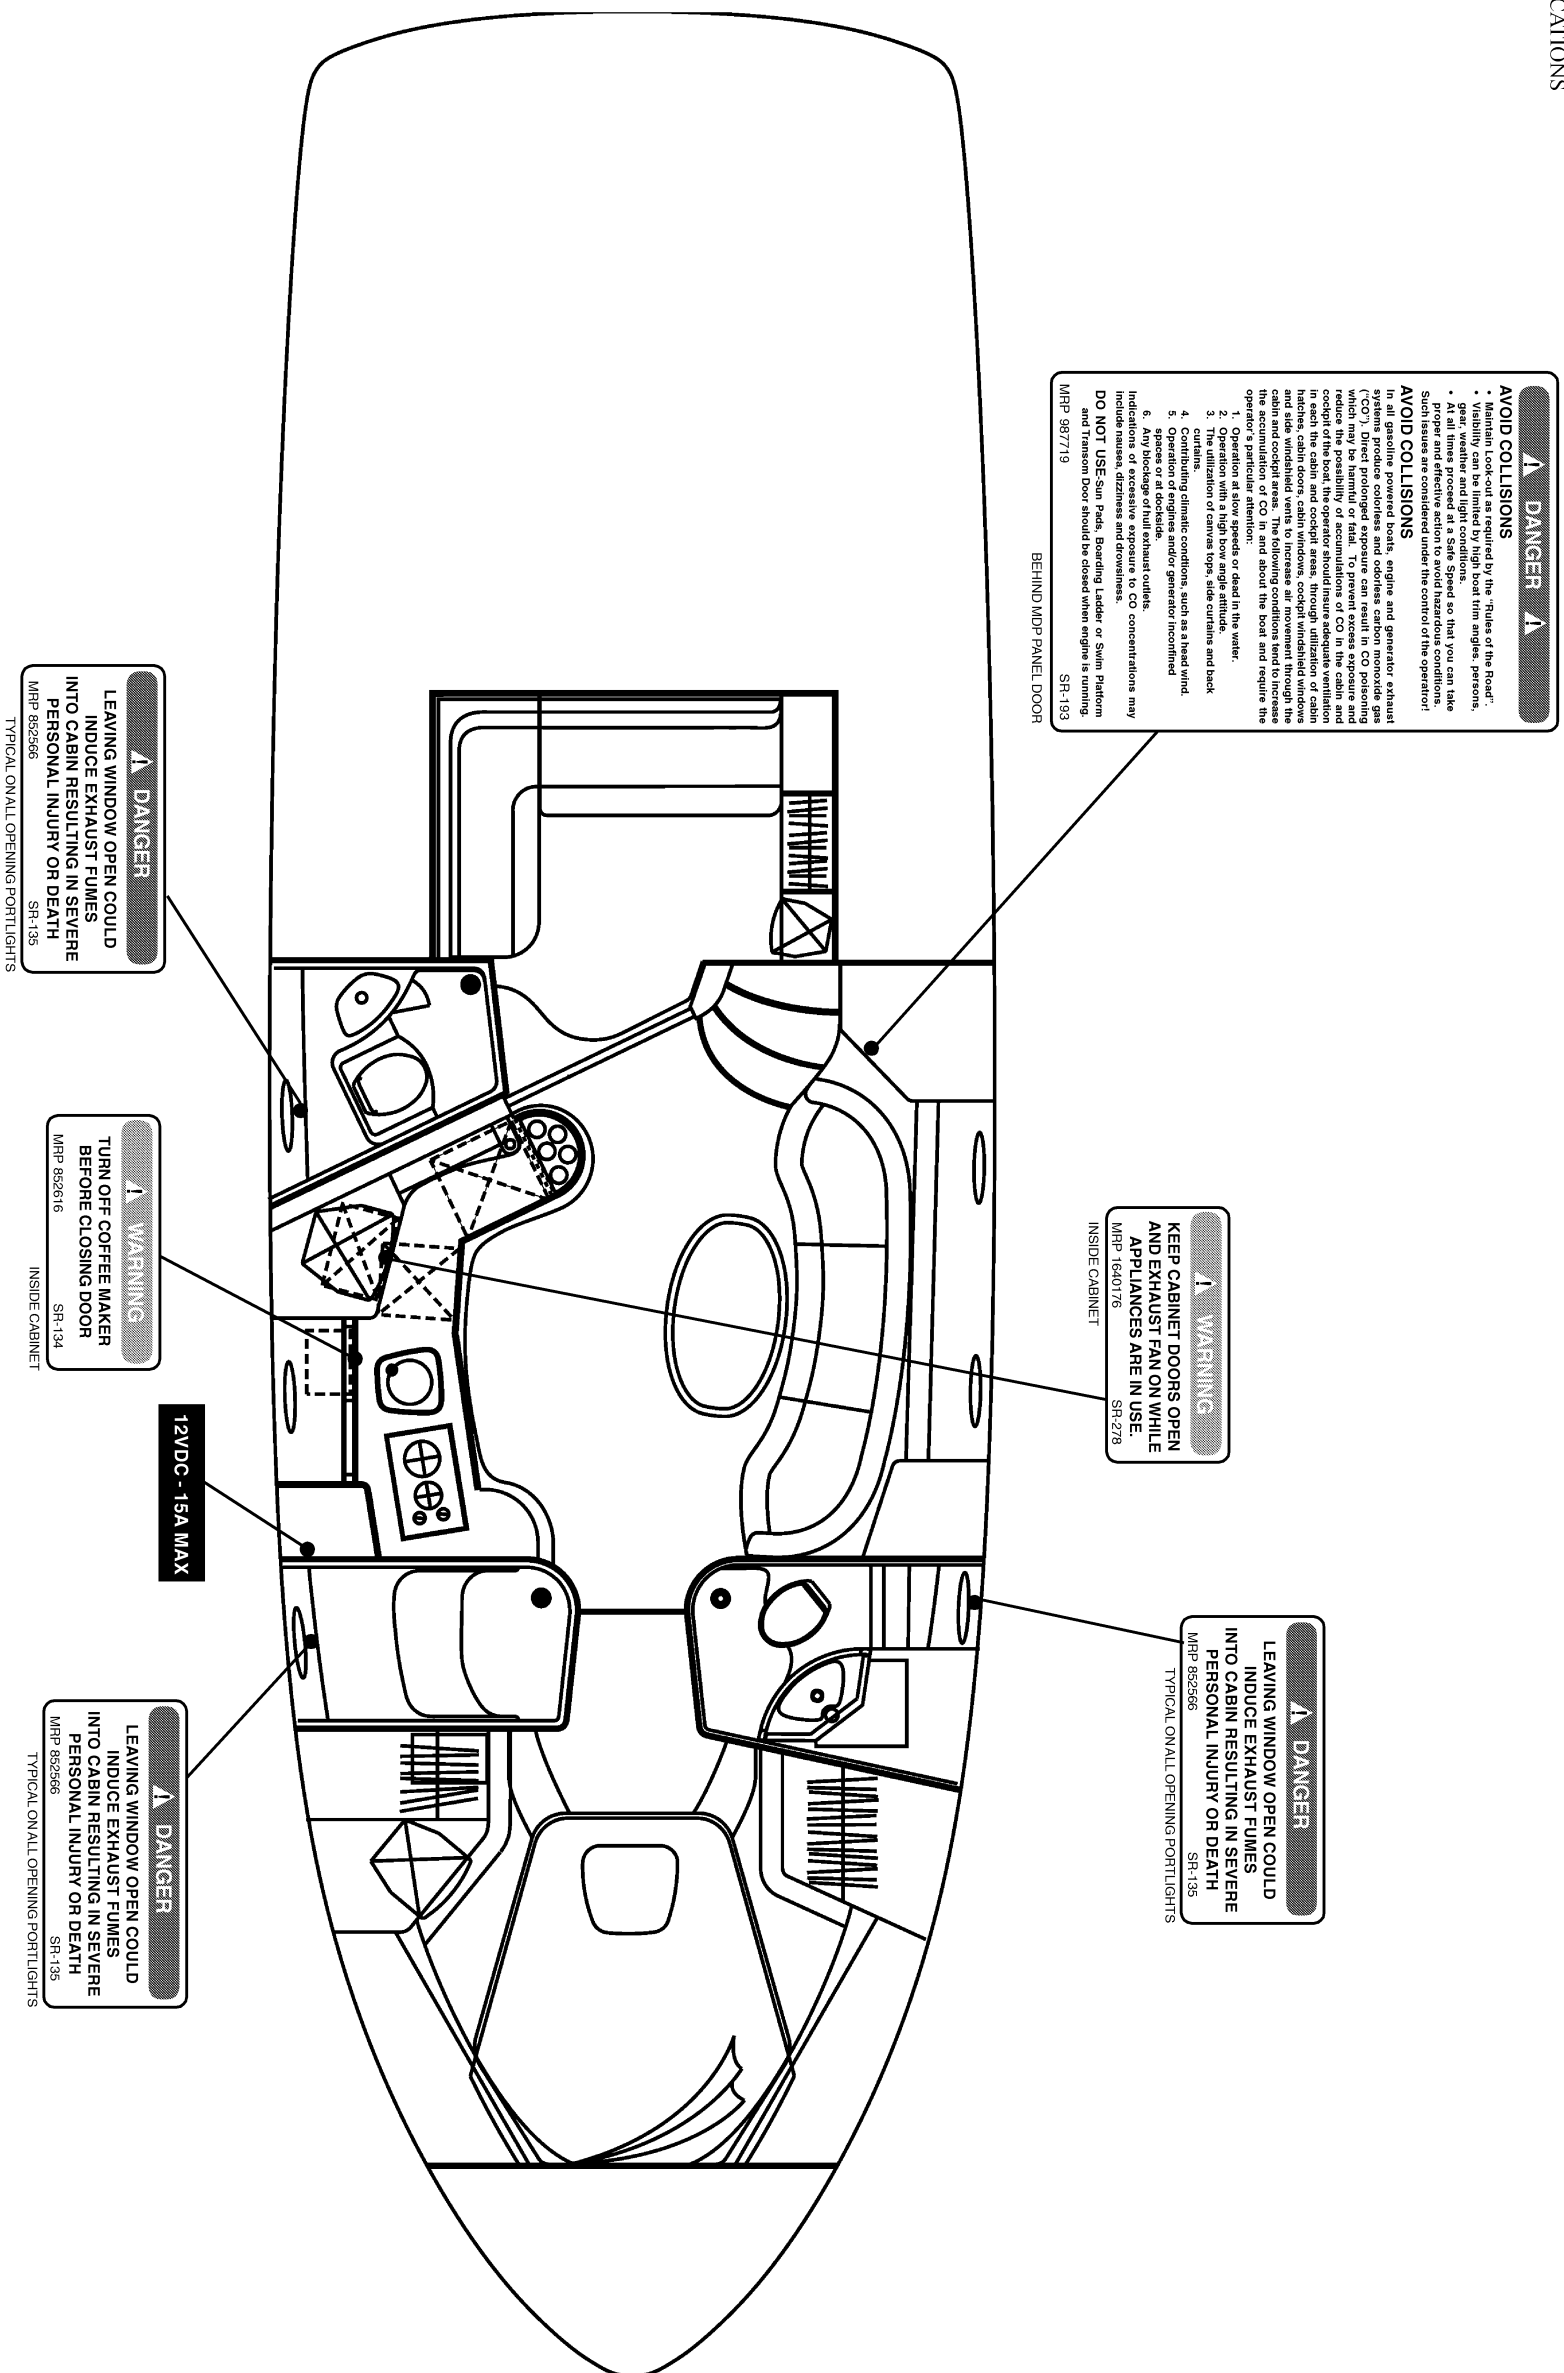 CATIONS
DANGER
AVOID COLLISIONS
• Maintain Look-out as required by the "Rules of the Road".
• Visibility can be limited by high boat trim angles. persons,
gear, weather and light conditions.
• At all times proceed at a Safe Speed so that you can take
proper and effective action to avoid hazardous conditions.
Such issues are considered under the control of the operatror!
AVOID COLLISIONS
In all gasoline powered boats, engine and generator exhaust
systems produce colorless and odorless carbon monoxide gas
("CO"). Direct prolonged exposure can result in CO poisoning
which may be harmful or fatal. To prevent excess exposure and
reduce the possibility of accumulations of CO in the cabin and
cockpit of the boat, the operator should insure adequate ventilation
in each the cabin and cockpit areas, through utilization of cabin
hatches, cabin doors, cabin windows, cockpit windshield windows
and side windshield vents to increase air movement through the
cabin and cockpit areas. The following conditions tend to increase
the accumulation of CO in and about the boat and require the
operator's particular attention:
1. Operation at slow speeds or dead in the water.
2. Operation with a high bow angle attitude.
3. The utilization of canvas tops, side curtains and back
curtains.
4. Contributing climatic condtions, such as a head wind.
5. Operation of engines and/or generator inconfined
spaces or at dockside.
6. Any blockage of hull exhaust outlets.
Indications of excessive exposure to CO concentrations may
include nausea, dizziness and drowsiness.
DO NOT USE-Sun Pads, Boarding Ladder or Swim Platform
and Transom Door should be closed when engine is running.
MRP 987719 SR-193
BEHIND MDP PANEL DOOR
WARNING
KEEP CABINET DOORS OPEN
AND EXHAUST FAN ON WHILE
APPLIANCES ARE IN USE.
MRP 1640176 SR-278
INSIDE CABINET
DANGER
LEAVING WINDOW OPEN COULD
INDUCE EXHAUST FUMES
INTO CABIN RESULTING IN SEVERE
PERSONAL INJURY OR DEATH
MRP 852566 SR-135
TYPICAL ON ALL OPENING PORTLIGHTS
DANGER
LEAVING WINDOW OPEN COULD
INDUCE EXHAUST FUMES
INTO CABIN RESULTING IN SEVERE
PERSONAL INJURY OR DEATH
MRP 852566 SR-135
TYPICAL ON ALL OPENING PORTLIGHTS
WARNING
TURN OFF COFFEE MAKER
BEFORE CLOSING DOOR
MRP 852616 SR-134
INSIDE CABINET
12VDC - 15A MAX
DANGER
LEAVING WINDOW OPEN COULD
INDUCE EXHAUST FUMES
INTO CABIN RESULTING IN SEVERE
PERSONAL INJURY OR DEATH
MRP 852566 SR-135
TYPICAL ON ALL OPENING PORTLIGHTS